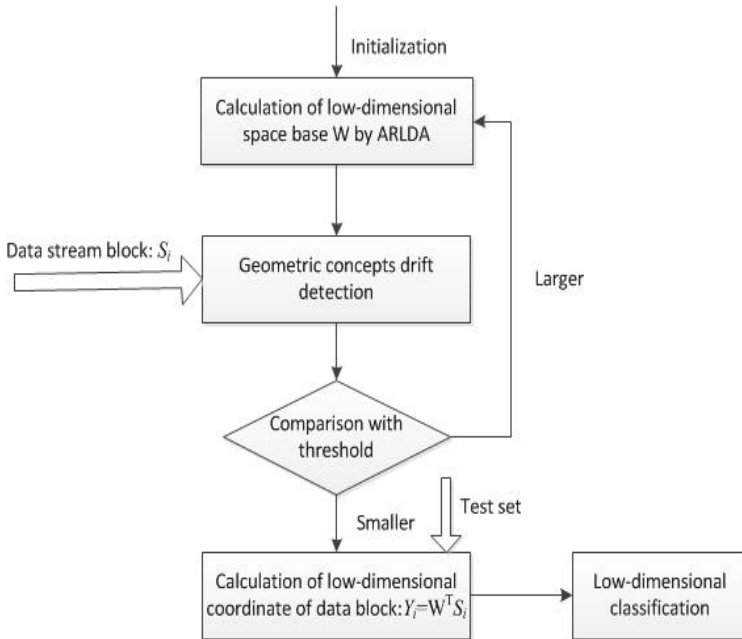 Initialization
Calculation of low-dimensional
space base W by ARLDA
Data stream block: Sᵢ
Geometric concepts drift
detection
Larger
Comparison with
threshold
Smaller
Test set
Calculation of low-dimensional
coordinate of data block:Yᵢ=WᵀSᵢ
Low-dimensional
classification